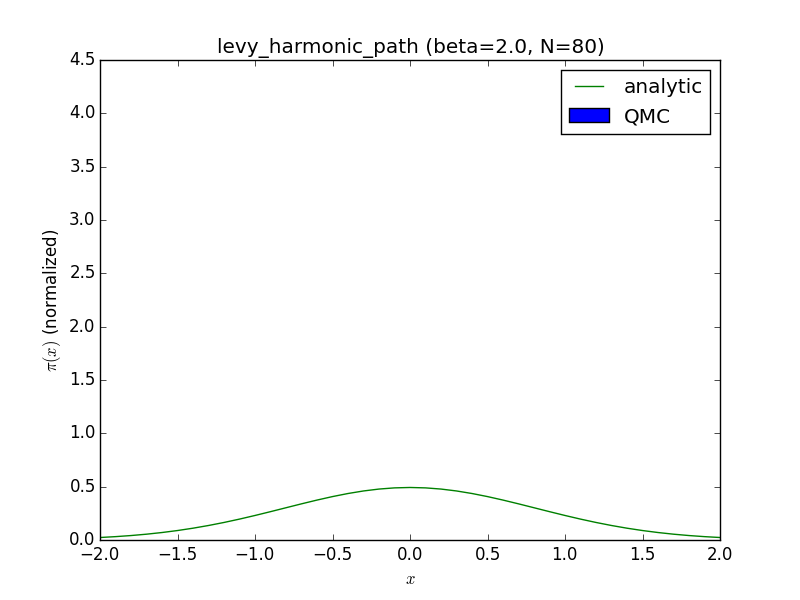 levy_harmonic_path (beta=2.0, N=80)
analytic
QMC
4.5
4.0
3.5
3.0
2.5
2.0
1.5
1.0
0.5
0.0
π(x) (normalized)
−2.0 −1.5 −1.0 −0.5 0.0 0.5 1.0 1.5 2.0
x